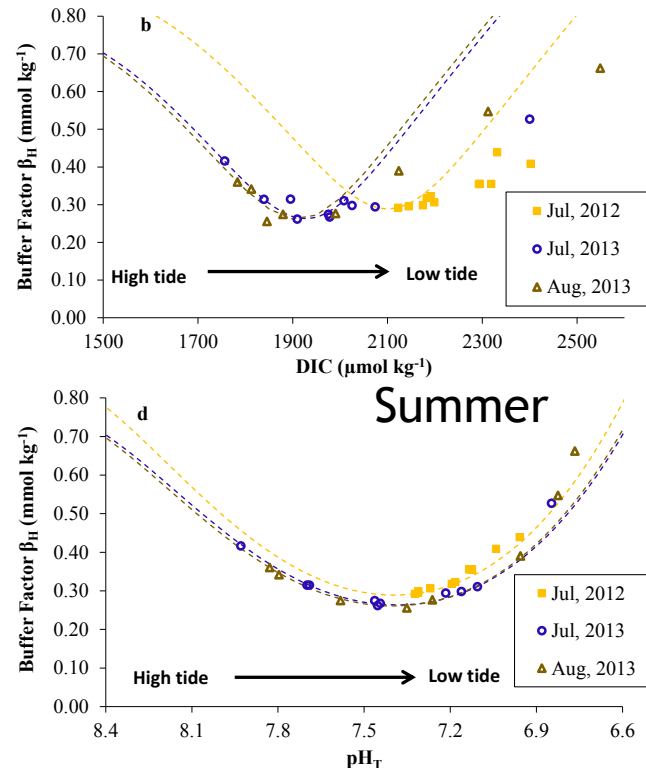 b
0.80
0.70
0.60
0.50
0.40
0.30
0.20
0.10
0.00
Buffer Factor βH (mmol kg-1)
Jul, 2012
Jul, 2013
Aug, 2013
High tide
Low tide
1500 1700 1900 2100 2300 2500
DIC (µmol kg-1)
Summer
d
0.80
0.70
0.60
0.50
0.40
0.30
0.20
0.10
0.00
Buffer Factor βH (mmol kg-1)
Jul, 2012
Jul, 2013
Aug, 2013
High tide
Low tide
8.4 8.1 7.8 7.5 7.2 6.9 6.6
pHT